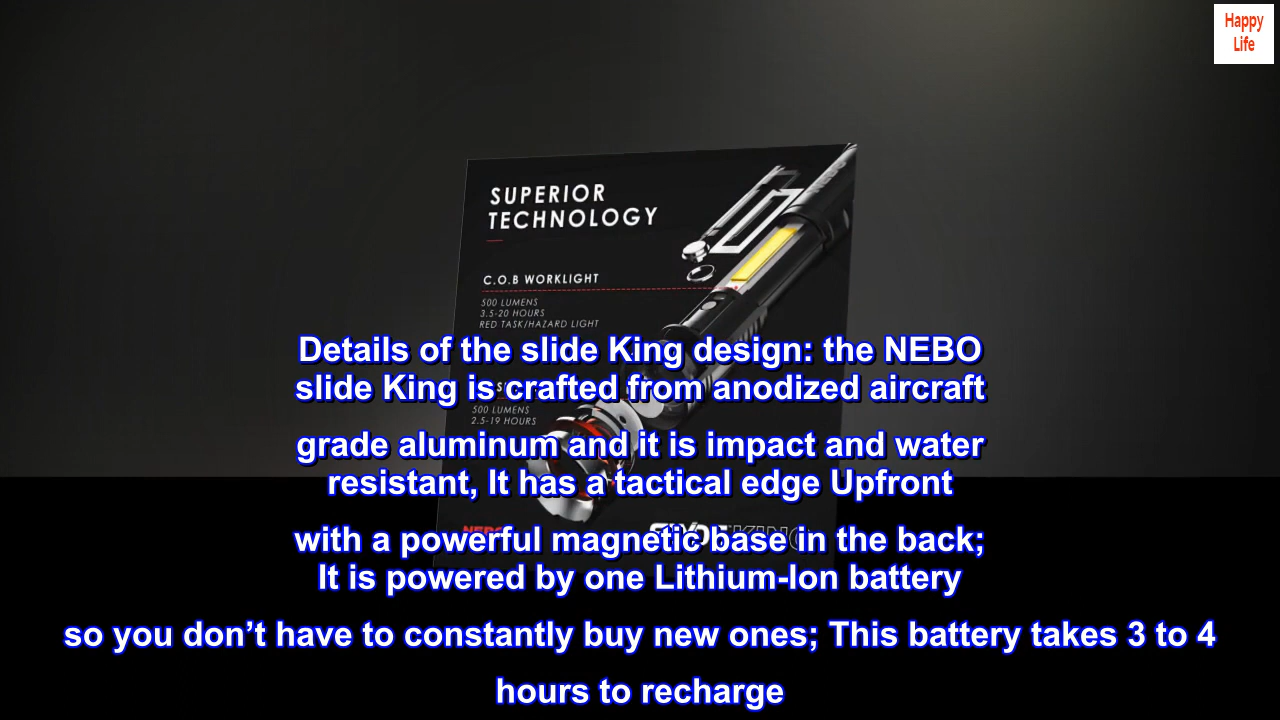 Happy
Life
SUPERIOR
TECHNOLOGY
C.O.B WORKLIGHT
500 LUMENS
3.5-20 HOURS
RED TASK/HAZARD LIGHT
Details of the slide King design: the NEBO
slide King is crafted from anodized aircraft
500 LUMENS
2.5-19 HOURS
grade aluminum and it is impact and water
resistant, It has a tactical edge Upfront
NEBO
with a powerful magnetic base in the back;
It is powered by one Lithium-Ion battery
so you don’t have to constantly buy new ones; This battery takes 3 to 4
hours to recharge